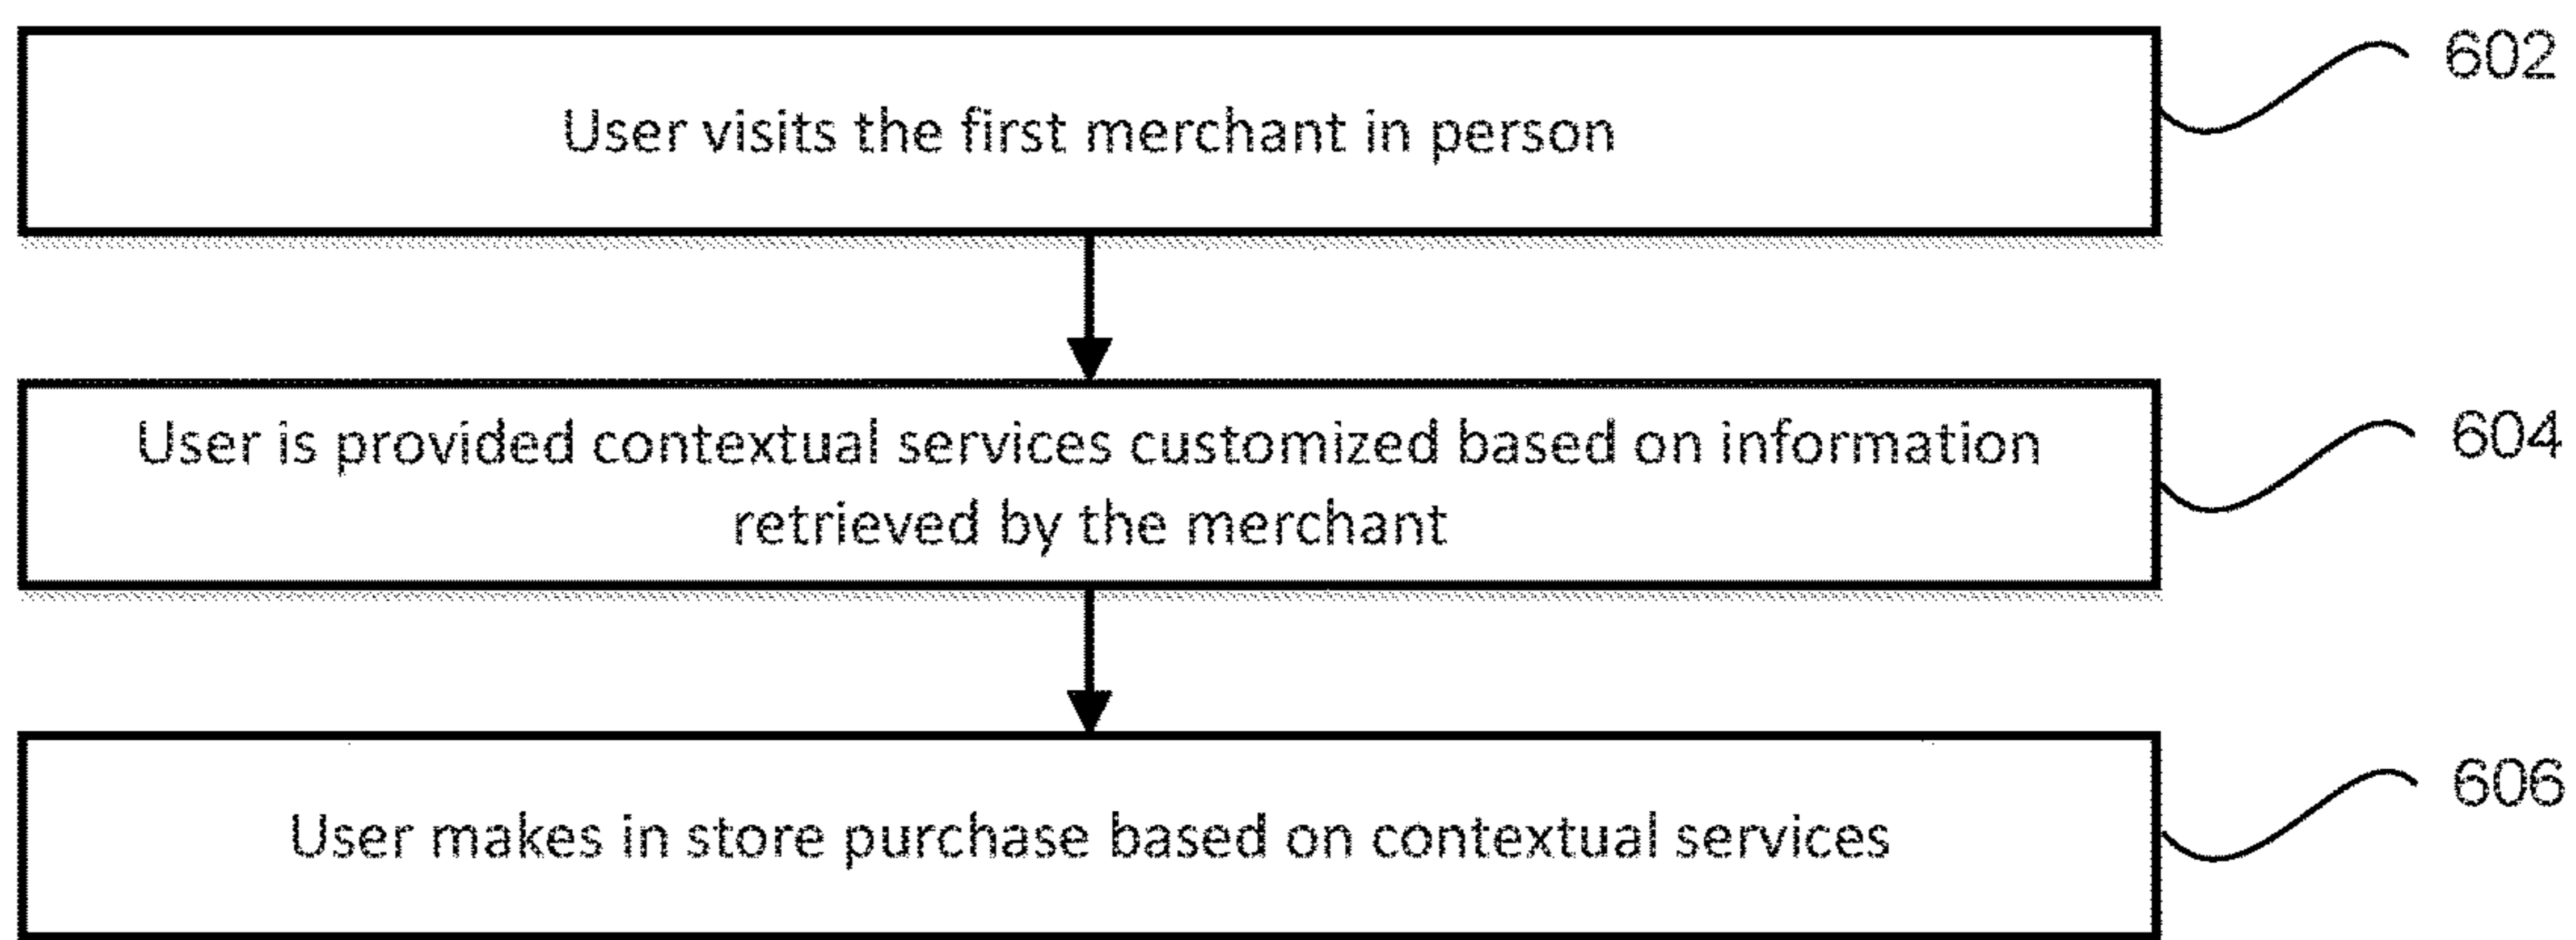 User visits the first merchant in person
602
User is provided contextual services customized based on information
retrieved by the merchant
604
User makes in store purchase based on contextual services
606